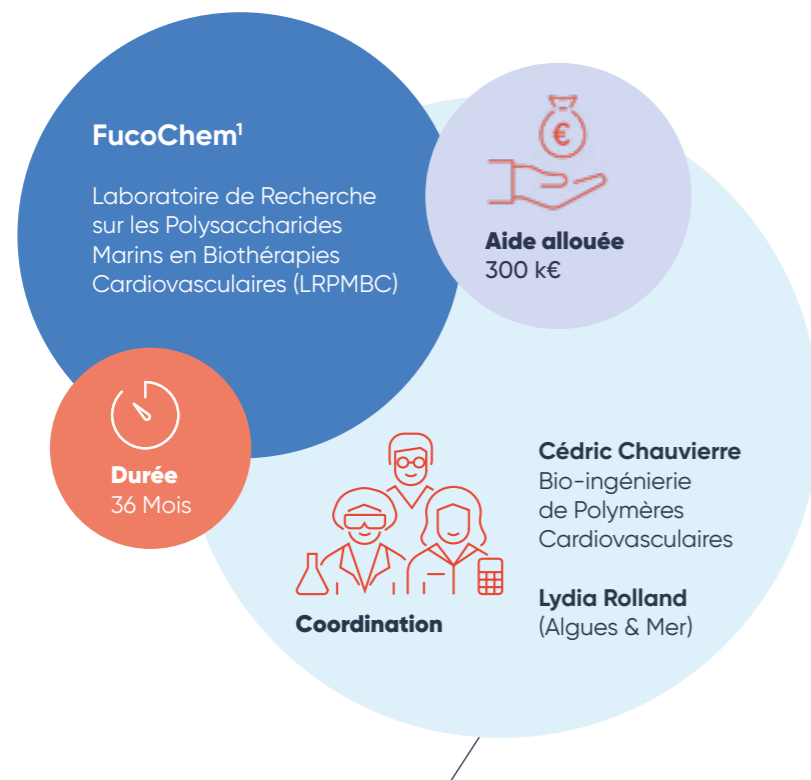 FucoChem¹
Laboratoire de Recherche
sur les Polysaccharides
Marins en Biothérapies
Cardiovasculaires (LRPMBC)
€
Aide allouée
300 k€
Durée
36 Mois
Coordination
Cédric Chauvierre
Bio-ingénierie
de Polymères
Cardiovasculaires
Lydia Rolland
(Algues & Mer)